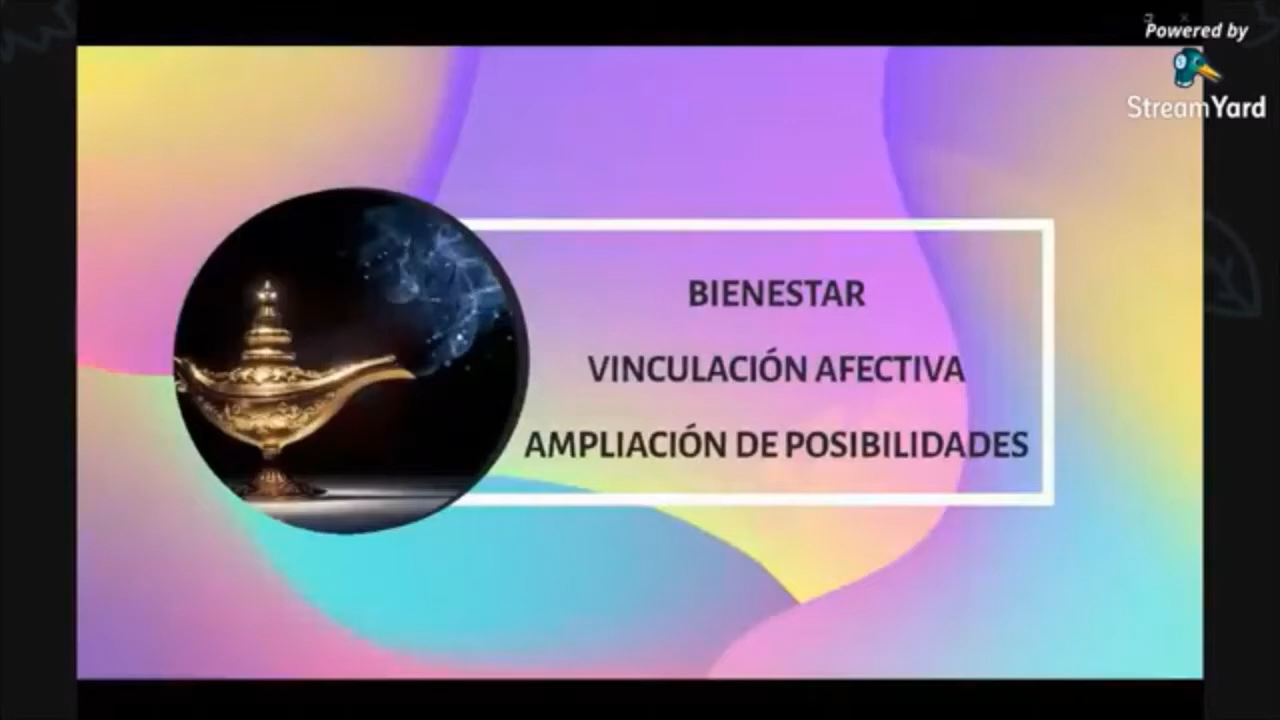 Powered by
StreamYard
BIENESTAR
VINCULACIÓN AFECTIVA
AMPLIACIÓN DE POSIBILIDADES